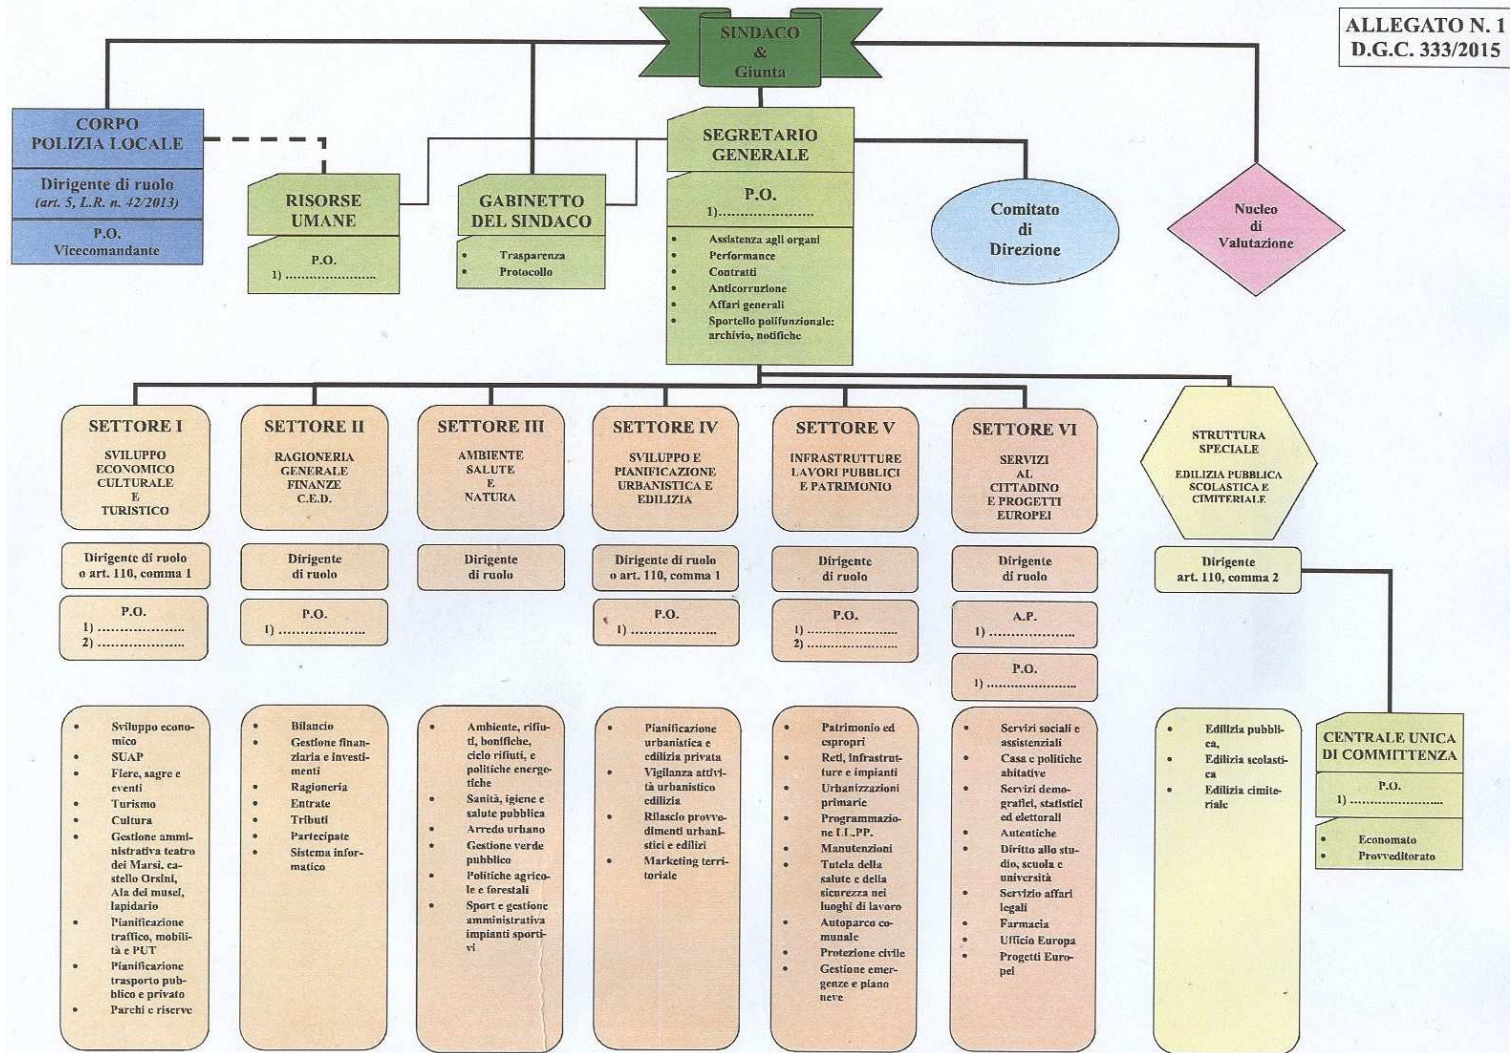 SINDACO
&
Giunta
ALLEGATO N. 1
D.G.C. 333/2015
CORPO
POLIZIA LOCALE
Dirigente di ruolo
(art. 5, L.R. n. 42/2013)
P.O.
Vicecomandante
RISORSE
UMANE
P.O.
1) .....................
GABINETTO
DEL SINDACO
• Trasparenza
• Protocollo
SEGRETARIO
GENERALE
P.O.
1)......................
• Assistenza agli organi
• Performance
• Contratti
• Anticorruzione
• Affari generali
• Sportello polifunzionale:
archivio, notifiche
Comitato
di
Direzione
Nucleo
di
Valutazione
SETTORE I
SVILUPPO
ECONOMICO
CULTURALE
E
TURISTICO
Dirigente di ruolo
o art. 110, comma 1
P.O.
1) .....................
2) .....................
• Sviluppo econo-
mico
• SUAP
• Fiere, sagre e
eventi
• Turismo
• Cultura
• Gestione ammi-
nistrativa teatro
dei Marsi, ca-
stello Orsini,
Ala dei musei,
lapidario
• Pianificazione
traffico, mobili-
tà e PUT
• Pianificazione
trasporto pub-
blico e privato
• Parchi e riserve
SETTORE II
RAGIONERIA
GENERALE
FINANZE
C.E.D.
Dirigente
di ruolo
P.O.
1) .....................
• Bilancio
• Gestione finan-
ziaria e investi-
menti
• Ragioneria
• Entrate
• Tributi
• Partecipate
• Sistema infor-
matico
SETTORE III
AMBIENTE
SALUTE
E
NATURA
Dirigente
di ruolo
• Ambiente, rifiu-
ti, bonifiche,
ciclo rifiuti, e
politiche energe-
tiche
• Sanità, igiene e
salute pubblica
• Arredo urbano
• Gestione verde
pubblico
• Politiche agrico-
le e forestali
• Sport e gestione
amministrativa
impianti sporti-
vi
SETTORE IV
SVILUPPO E
PIANIFICAZIONE
URBANISTICA E
EDILIZIA
Dirigente di ruolo
o art. 110, comma 1
P.O.
1) .....................
• Pianificazione
urbanistica e
edilizia privata
• Vigilanza attivi-
tà urbanistico
edilizia
• Rilascio provve-
dimenti urbani-
stici e edilizi
• Marketing terri-
toriale
SETTORE V
INFRASTRUTTURE
LAVORI PUBBLICI
E PATRIMONIO
Dirigente
di ruolo
P.O.
1) .....................
2) .....................
• Patrimonio ed
espropri
• Reti, infrastrut-
ture e impianti
• Urbanizzazioni
primarie
• Programmazio-
ne LL.PP.
• Manutenzioni
• Tutela della
salute e della
sicurezza nei
luoghi di lavoro
• Autoparco co-
munale
• Protezione civile
• Gestione emer-
genze e piano
neve
SETTORE VI
SERVIZI
AL
CITTADINO
E PROGETTI
EUROPEI
Dirigente
di ruolo
A.P.
1) .....................
P.O.
1) .....................
• Servizi sociali e
assistenziali
• Casa e politiche
abitative
• Servizi demo-
grafici, statistici
ed elettorali
• Autentiche
• Diritto allo stu-
dio, scuola e
università
• Servizio affari
legali
• Farmacia
• Ufficio Europa
• Progetti Euro-
pei
STRUTTURA
SPECIALE
EDILIZIA PUBBLICA
SCOLASTICA E
CIMITERIALE
Dirigente
art. 110, comma 2
• Edilizia pubbli-
ca,
• Edilizia scolasti-
ca
• Edilizia cimite-
riale
CENTRALE UNICA
DI COMMITTENZA
P.O.
1) .....................
• Economato
• Provveditorato